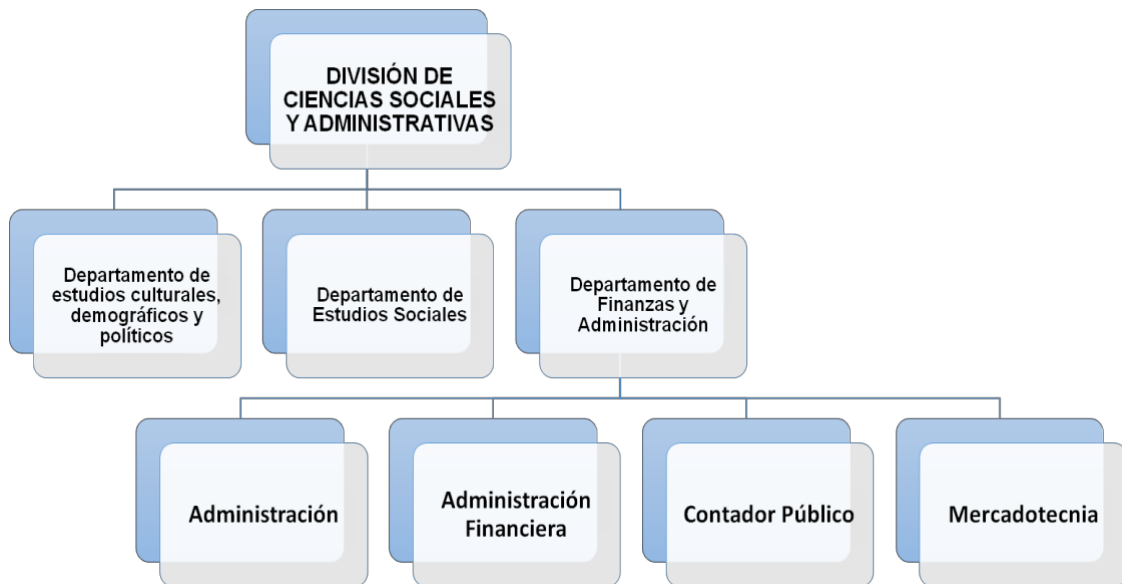 DIVISIÓN DE
CIENCIAS SOCIALES
Y ADMINISTRATIVAS
Departamento de
estudios culturales,
demográficos y
políticos
Departamento de
Estudios Sociales
Departamento de
Finanzas y
Administración
Administración
Administración
Financiera
Contador Público
Mercadotecnia